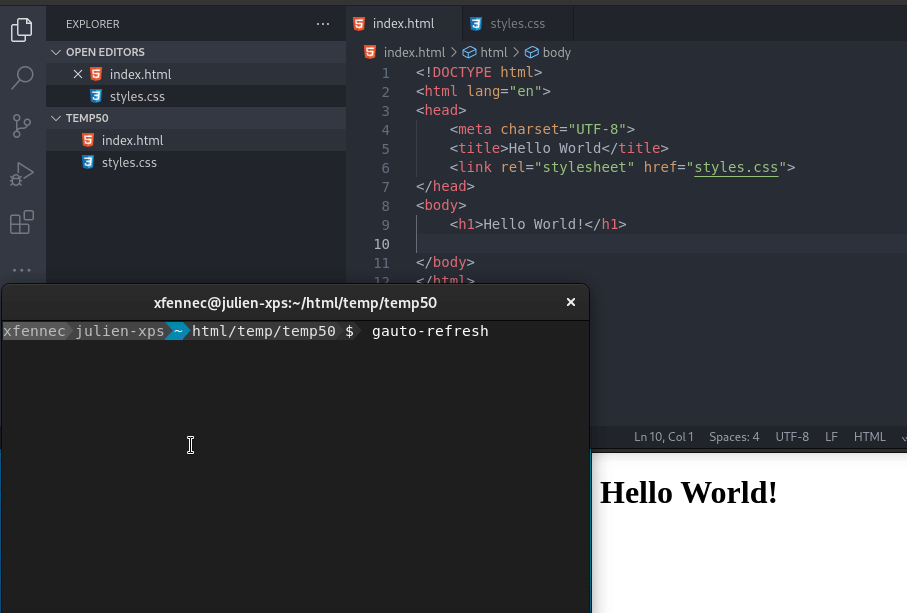 EXPLORER
OPEN EDITORS
index.html
styles.css
TEMP50
index.html
styles.css
index.html styles.css
index.html > html > body
1 <!DOCTYPE html>
2 <html lang="en">
3 <head>
4 <meta charset="UTF-8">
5 <title>Hello World</title>
6 <link rel="stylesheet" href="styles.css">
7 </head>
8 <body>
9 <h1>Hello World!</h1>
10
11 </body>
12 </html>
xfennec@julien-xps:~/html/temp/temp50
xfennec julien-xps ~ html/temp/temp50 $ gauto-refresh
Ln 10, Col 1 Spaces: 4 UTF-8 LF HTML
Hello World!